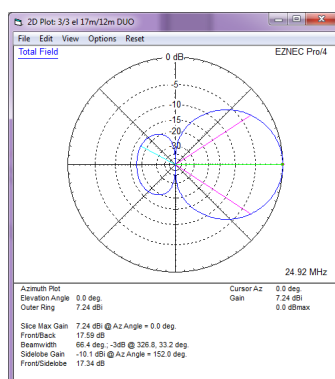 2D Plot: 3/3 el 17m/12m DUO
File Edit View Options Reset
Total Field
EZNEC Pro/4
0 dB
-5
-10
-15
-20
-30
24.92 MHz
Azimuth Plot
Elevation Angle 0.0 deg.
Outer Ring 7.24 dBi
Cursor Az 0.0 deg.
Gain 7.24 dBi
0.0 dBmax
Slice Max Gain 7.24 dBi @ Az Angle = 0.0 deg.
Front/Back 17.59 dB
Beamwidth 66.4 deg.; -3dB @ 326.8, 33.2 deg.
Sidelobe Gain -10.1 dBi @ Az Angle = 152.0 deg.
Front/Sidelobe 17.34 dB